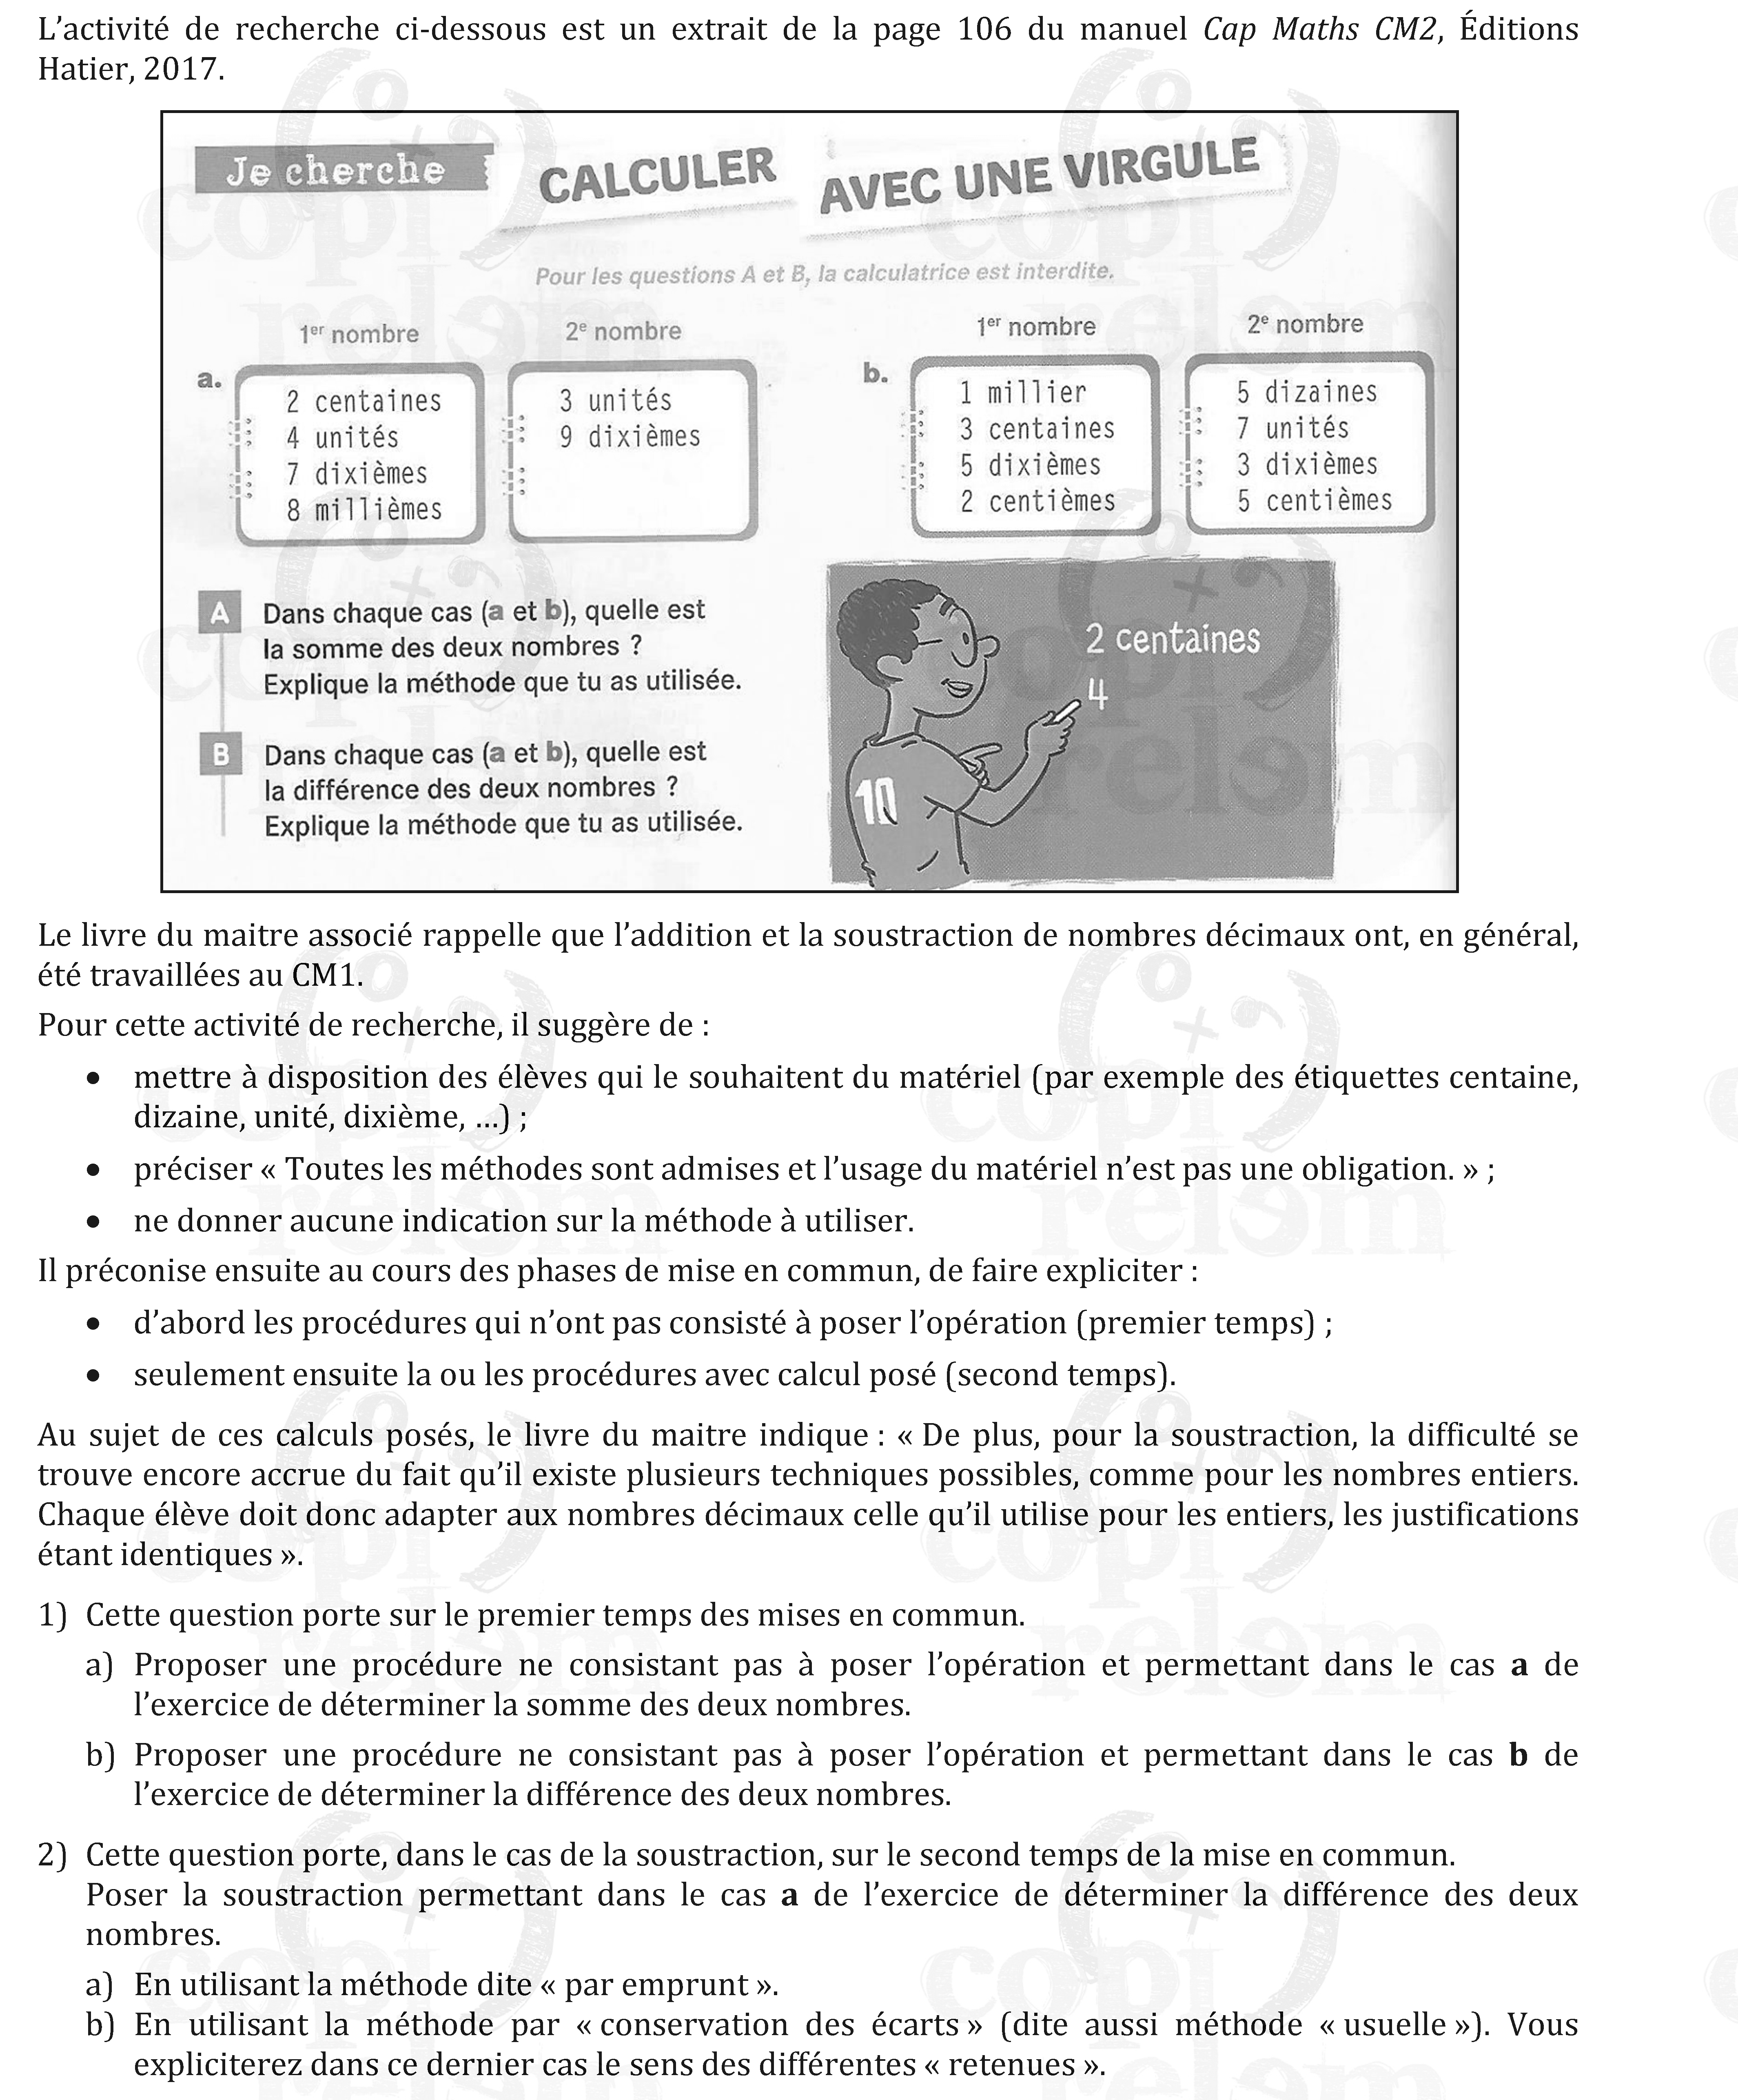 L’activité de recherche ci-dessous est un extrait de la page 106 du manuel Cap Maths CM2, Éditions
Hatier, 2017.
Je cherche
CALCULER AVEC UNE VIRGULE
Pour les questions A et B, la calculatrice est interdite.
1er nombre 2e nombre
a.
2 centaines
4 unités
7 dixièmes
8 millièmes
3 unités
9 dixièmes
1er nombre 2e nombre
b.
1 millier
3 centaines
5 dixièmes
2 centièmes
5 dizaines
7 unités
3 dixièmes
5 centièmes
A Dans chaque cas (a et b), quelle est
la somme des deux nombres ?
Explique la méthode que tu as utilisée.
B Dans chaque cas (a et b), quelle est
la différence des deux nombres ?
Explique la méthode que tu as utilisée.
2 centaines
4
10
Le livre du maitre associé rappelle que l’addition et la soustraction de nombres décimaux ont, en général,
été travaillées au CM1.
Pour cette activité de recherche, il suggère de :
• mettre à disposition des élèves qui le souhaitent du matériel (par exemple des étiquettes centaine,
dizaine, unité, dixième, ...) ;
• préciser « Toutes les méthodes sont admises et l’usage du matériel n’est pas une obligation. » ;
• ne donner aucune indication sur la méthode à utiliser.
Il préconise ensuite au cours des phases de mise en commun, de faire expliciter :
• d’abord les procédures qui n’ont pas consisté à poser l’opération (premier temps) ;
• seulement ensuite la ou les procédures avec calcul posé (second temps).
Au sujet de ces calculs posés, le livre du maitre indique : « De plus, pour la soustraction, la difficulté se
trouve encore accrue du fait qu’il existe plusieurs techniques possibles, comme pour les nombres entiers.
Chaque élève doit donc adapter aux nombres décimaux celle qu’il utilise pour les entiers, les justifications
étant identiques ».
1) Cette question porte sur le premier temps des mises en commun.
a) Proposer une procédure ne consistant pas à poser l’opération et permettant dans le cas a de
l’exercice de déterminer la somme des deux nombres.
b) Proposer une procédure ne consistant pas à poser l’opération et permettant dans le cas b de
l’exercice de déterminer la différence des deux nombres.
2) Cette question porte, dans le cas de la soustraction, sur le second temps de la mise en commun.
Poser la soustraction permettant dans le cas a de l’exercice de déterminer la différence des deux
nombres.
a) En utilisant la méthode dite « par emprunt ».
b) En utilisant la méthode par « conservation des écarts » (dite aussi méthode « usuelle »). Vous
expliciterez dans ce dernier cas le sens des différentes « retenues ».